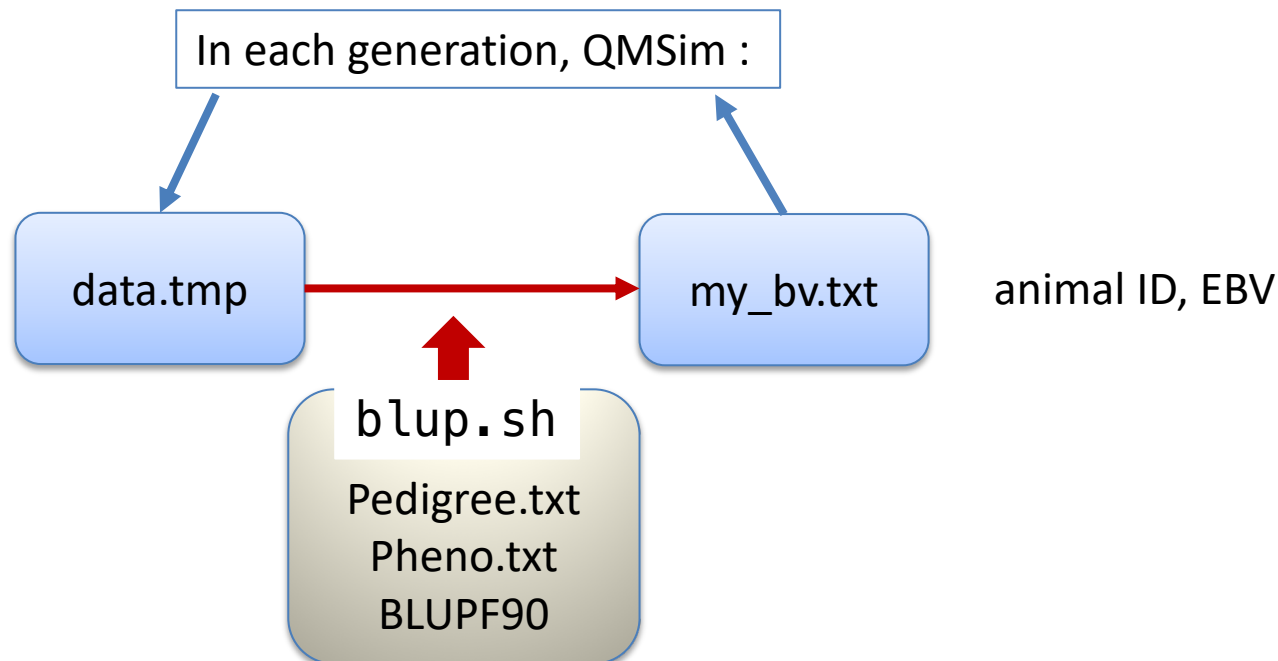 In each generation, QMSim :
data.tmp
my_bv.txt
animal ID, EBV
blup.sh
Pedigree.txt
Pheno.txt
BLUPF90